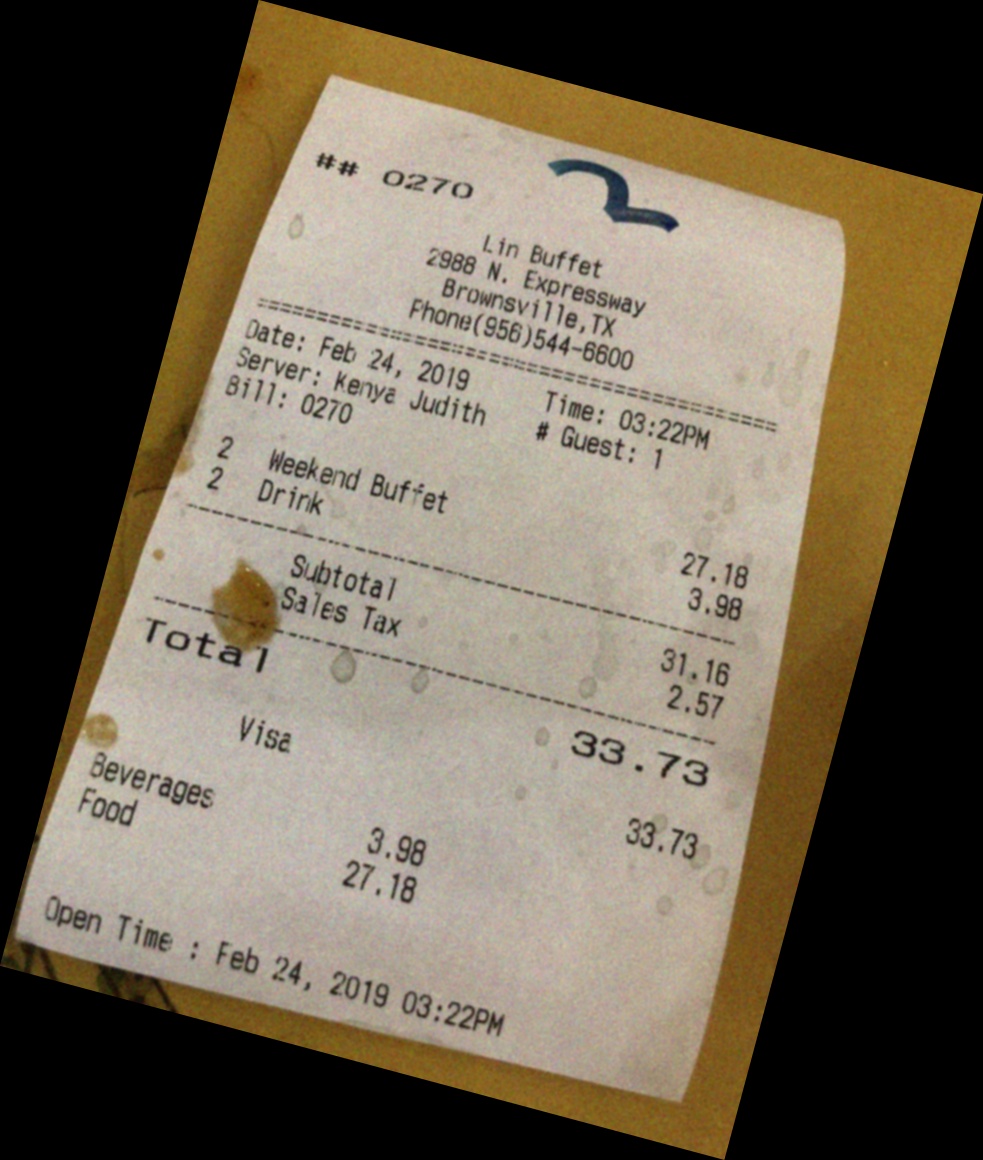 ## 0270
2
Lin Buffet
2988 N. Expressway
Brownsville,TX
Phone(956)544-6600
Date: Feb 24, 2019 Time: 03:22PM
Server: Kenya Judith # Guest: 1
Bill: 0270
2 Weekend Buffet 27.18
2 Drink 3.98
Subtotal 31.16
Sales Tax 2.57
Total 33.73
Visa 33.73
Beverages 3.98
Food 27.18
Open Time : Feb 24, 2019 03:22PM